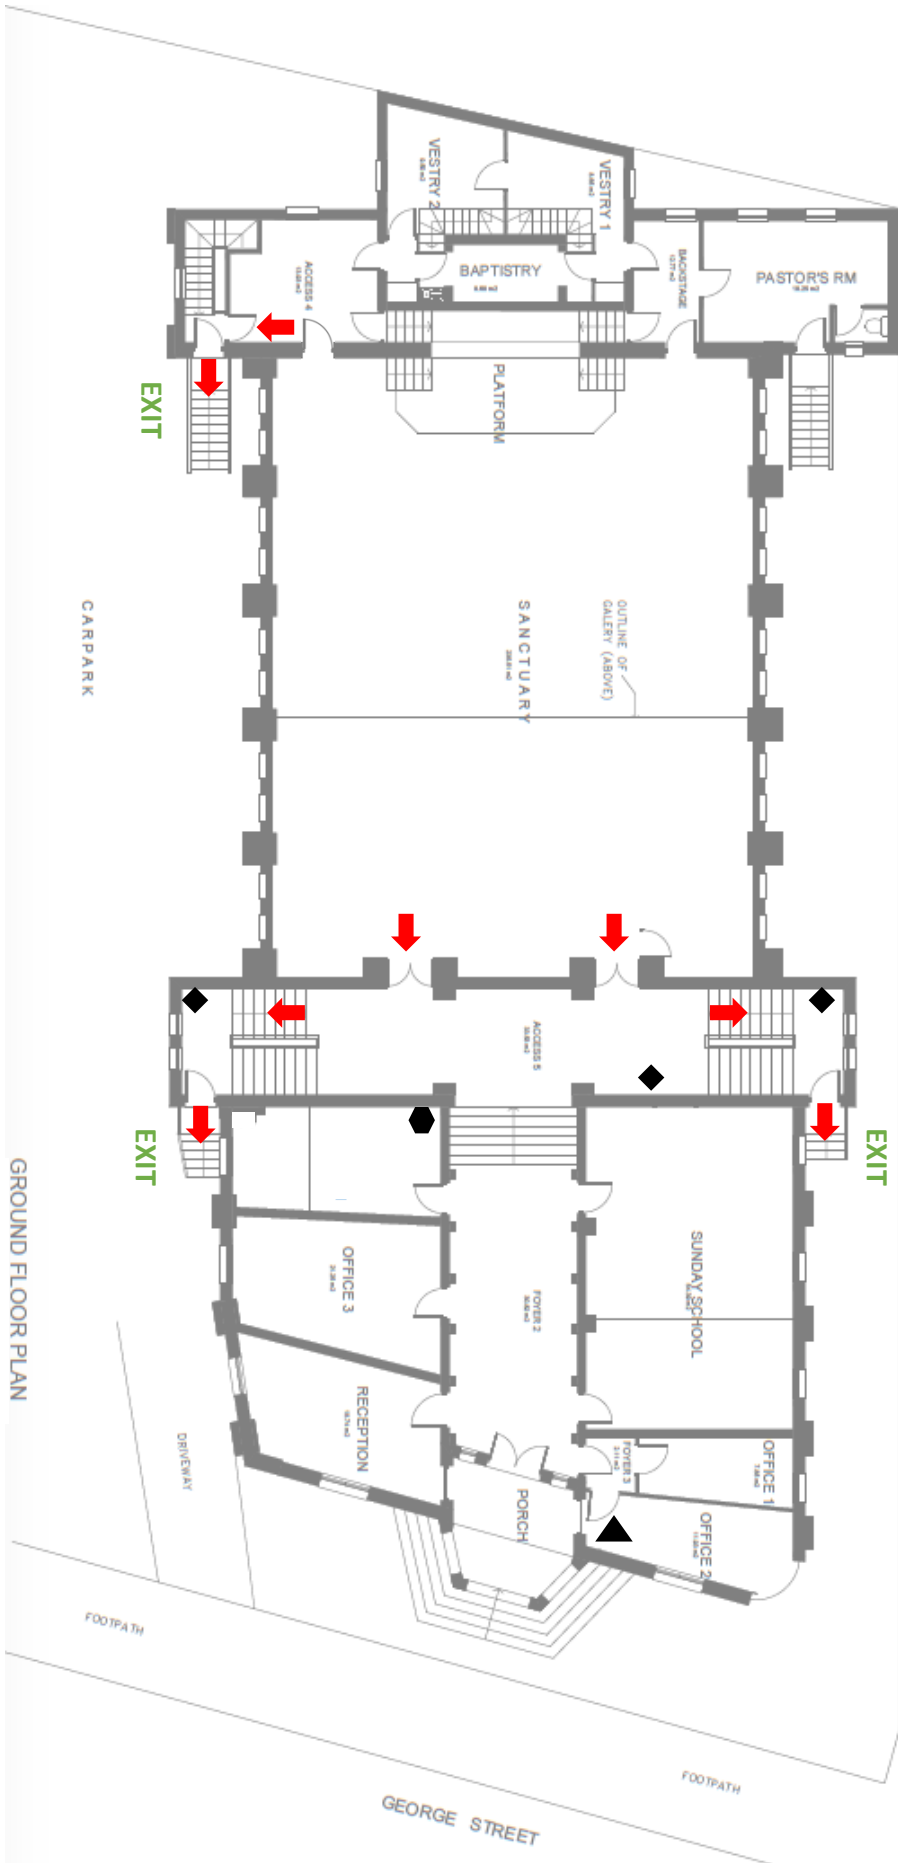 VESTRY 2
VESTRY 1
BAPTISTRY
BACKSTAGE
PASTOR'S RM
ACCESS 4
PLATFORM
EXIT
CARPARK
SANCTUARY
OUTLINE OF
GALERY (ABOVE)
ACCESS 5
EXIT
EXIT
GROUND FLOOR PLAN
OFFICE 3
FOYER 2
SUNDAY SCHOOL
RECEPTION
FOYER 3
OFFICE 1
OFFICE 2
PORCH
DRIVEWAY
FOOTPATH
FOOTPATH
GEORGE STREET